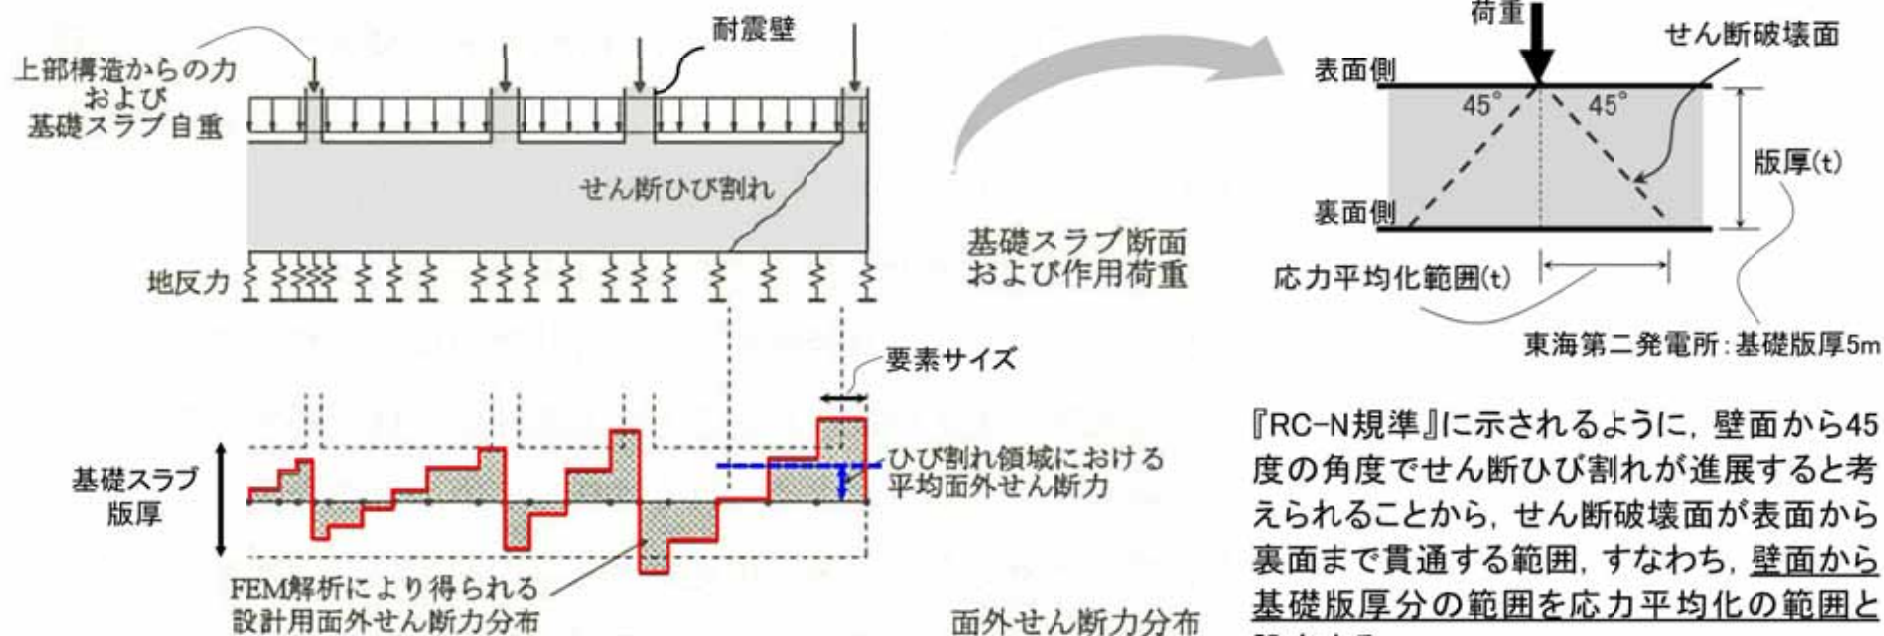 耐震壁
上部構造からの力
および
基礎スラブ自重
せん断ひび割れ
地反力
基礎スラブ断面
および作用荷重
荷重
せん断破壊面
表面側
45°
45°
版厚(t)
裏面側
応力平均化範囲(t)
東海第二発電所:基礎版厚5m
要素サイズ
基礎スラブ
版厚
ひび割れ領域における
平均面外せん断力
FEM解析により得られる
設計用面外せん断力分布
面外せん断力分布
『RC-N規準』に示されるように, 壁面から45
度の角度でせん断ひび割れが進展すると考
えられることから, せん断破壊面が表面から
裏面まで貫通する範囲, すなわち, 壁面から
基礎版厚分の範囲を応力平均化の範囲と